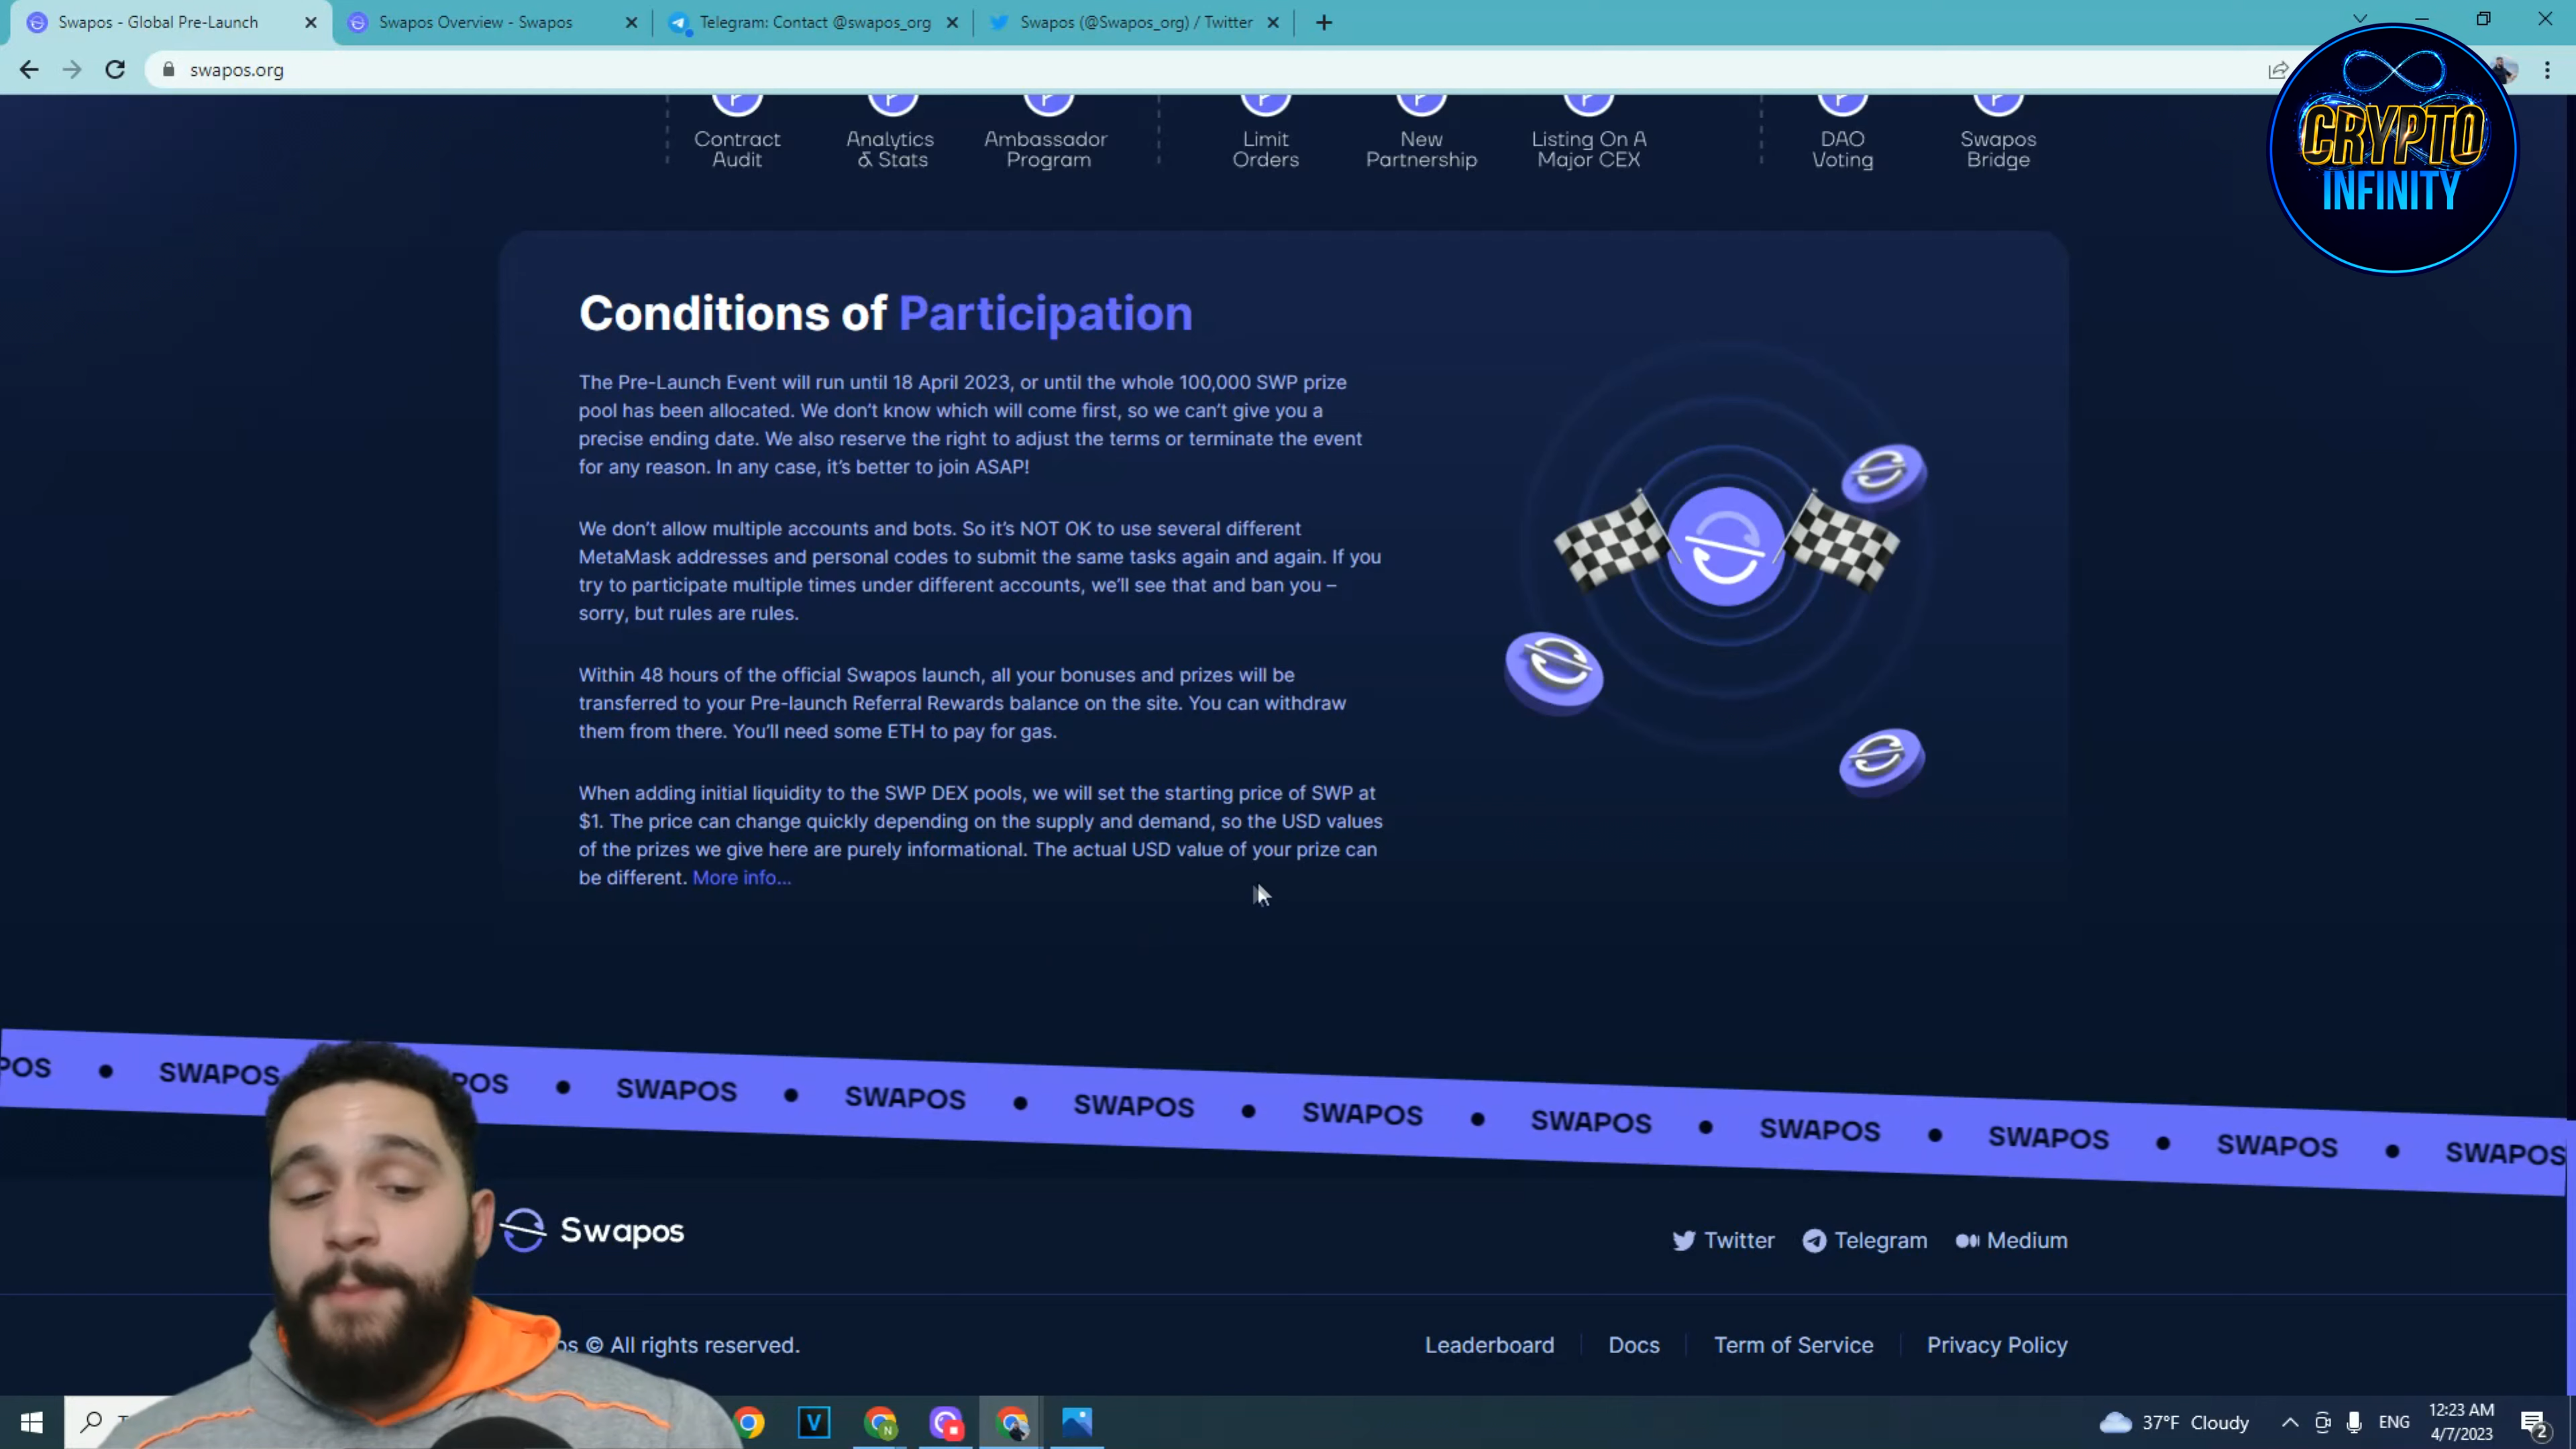 Swapos - Global Pre-Launch
Swapos Overview - Swapos
Telegram: Contact @swapos_org
Swapos (@Swapos_org) / Twitter
swapos.org
CRYPTO
INFINITY
Contract
Audit
Analytics
& Stats
Ambassador
Program
Limit
Orders
New
Partnership
Listing On A
Major CEX
DAO
Voting
Swapos
Bridge
Conditions of Participation
The Pre-Launch Event will run until 18 April 2023, or until the whole 100,000 SWP prize
pool has been allocated. We don't know which will come first, so we can't give you a
precise ending date. We also reserve the right to adjust the terms or terminate the event
for any reason. In any case, it's better to join ASAP!
We don't allow multiple accounts and bots. So it's NOT OK to use several different
MetaMask addresses and personal codes to submit the same tasks again and again. If you
try to participate multiple times under different accounts, we'll see that and ban you –
sorry, but rules are rules.
Within 48 hours of the official Swapos launch, all your bonuses and prizes will be
transferred to your Pre-launch Referral Rewards balance on the site. You can withdraw
them from there. You'll need some ETH to pay for gas.
When adding initial liquidity to the SWP DEX pools, we will set the starting price of SWP at
$1. The price can change quickly depending on the supply and demand, so the USD values
of the prizes we give here are purely informational. The actual USD value of your prize can
be different. More info...
POS • SWAPOS POS • SWAPOS • SWAPOS • SWAPOS • SWAPOS • SWAPOS • SWAPOS • SWAPOS • SWAPOS • SWAPOS
Swapos
Twitter
Telegram
Medium
os © All rights reserved.
Leaderboard
Docs
Term of Service
Privacy Policy
T
V
N
37°F Cloudy
ENG
12:23 AM
4/7/2023
2